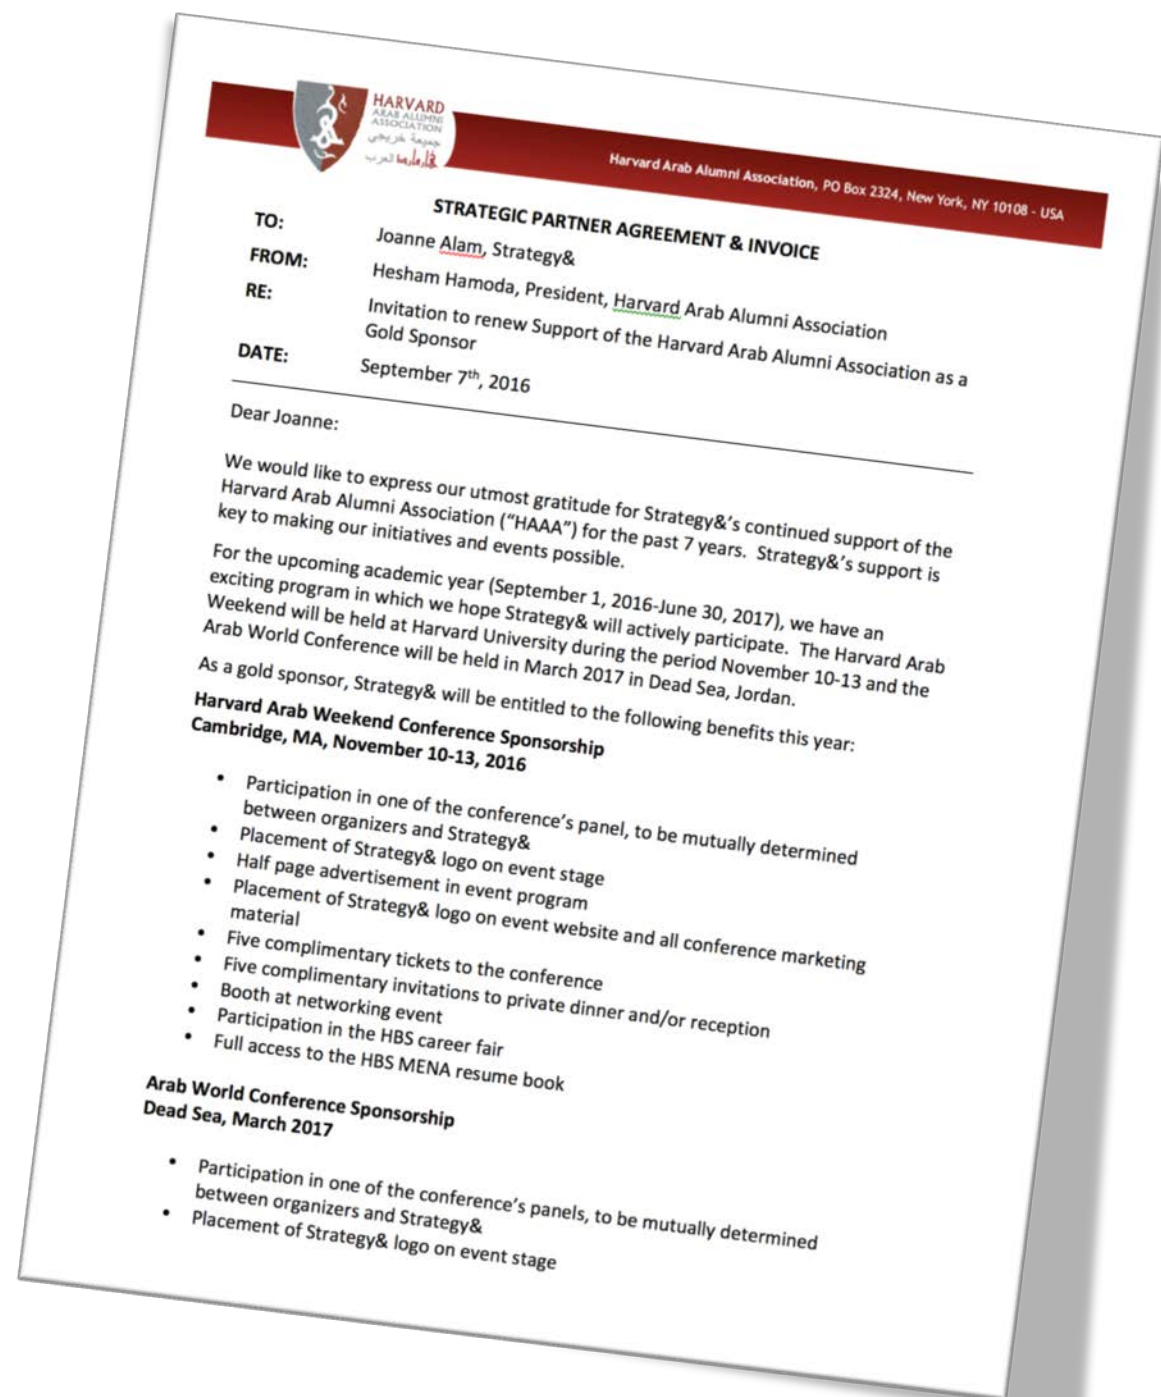 HARVARD
ARAB ALUMNI
ASSOCIATION
جمعية خريجي
هارفارد العرب
Harvard Arab Alumni Association, PO Box 2324, New York, NY 10108 - USA
STRATEGIC PARTNER AGREEMENT & INVOICE
TO: Joanne Alam, Strategy&
FROM: Hesham Hamoda, President, Harvard Arab Alumni Association
RE: Invitation to renew Support of the Harvard Arab Alumni Association as a
Gold Sponsor
DATE: September 7th, 2016
Dear Joanne:
We would like to express our utmost gratitude for Strategy&’s continued support of the
Harvard Arab Alumni Association (“HAAA”) for the past 7 years. Strategy&’s support is
key to making our initiatives and events possible.
For the upcoming academic year (September 1, 2016-June 30, 2017), we have an
exciting program in which we hope Strategy& will actively participate. The Harvard Arab
Weekend will be held at Harvard University during the period November 10-13 and the
Arab World Conference will be held in March 2017 in Dead Sea, Jordan.
As a gold sponsor, Strategy& will be entitled to the following benefits this year:
Harvard Arab Weekend Conference Sponsorship
Cambridge, MA, November 10-13, 2016
• Participation in one of the conference’s panel, to be mutually determined
between organizers and Strategy&
• Placement of Strategy& logo on event stage
• Half page advertisement in event program
• Placement of Strategy& logo on event website and all conference marketing
material
• Five complimentary tickets to the conference
• Five complimentary invitations to private dinner and/or reception
• Booth at networking event
• Participation in the HBS career fair
• Full access to the HBS MENA resume book
Arab World Conference Sponsorship
Dead Sea, March 2017
• Participation in one of the conference’s panels, to be mutually determined
between organizers and Strategy&
• Placement of Strategy& logo on event stage